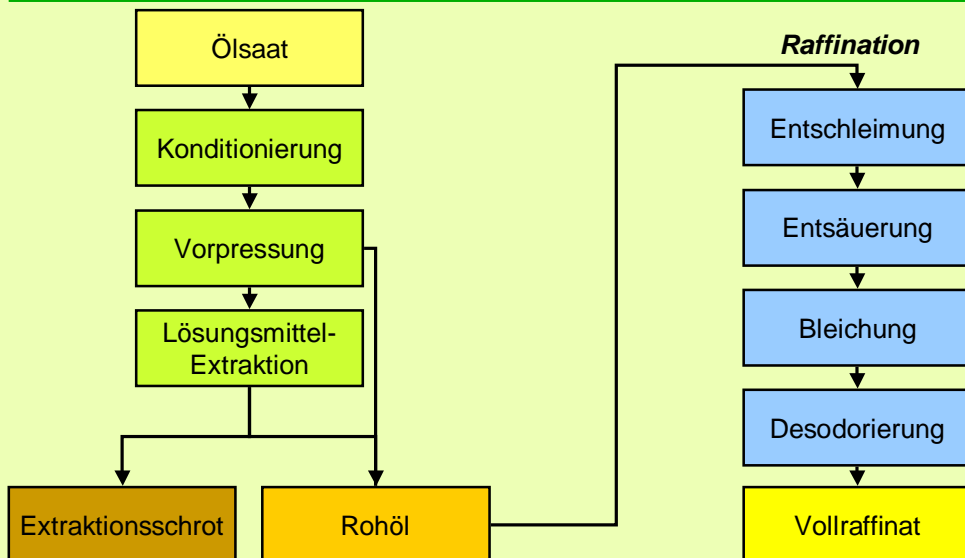 Ölsaat
Konditionierung
Vorpressung
Lösungsmittel-
Extraktion
Extraktionsschrot
Rohöl
Raffination
Entschleimung
Entsäuerung
Bleichung
Desodorierung
Vollraffinat